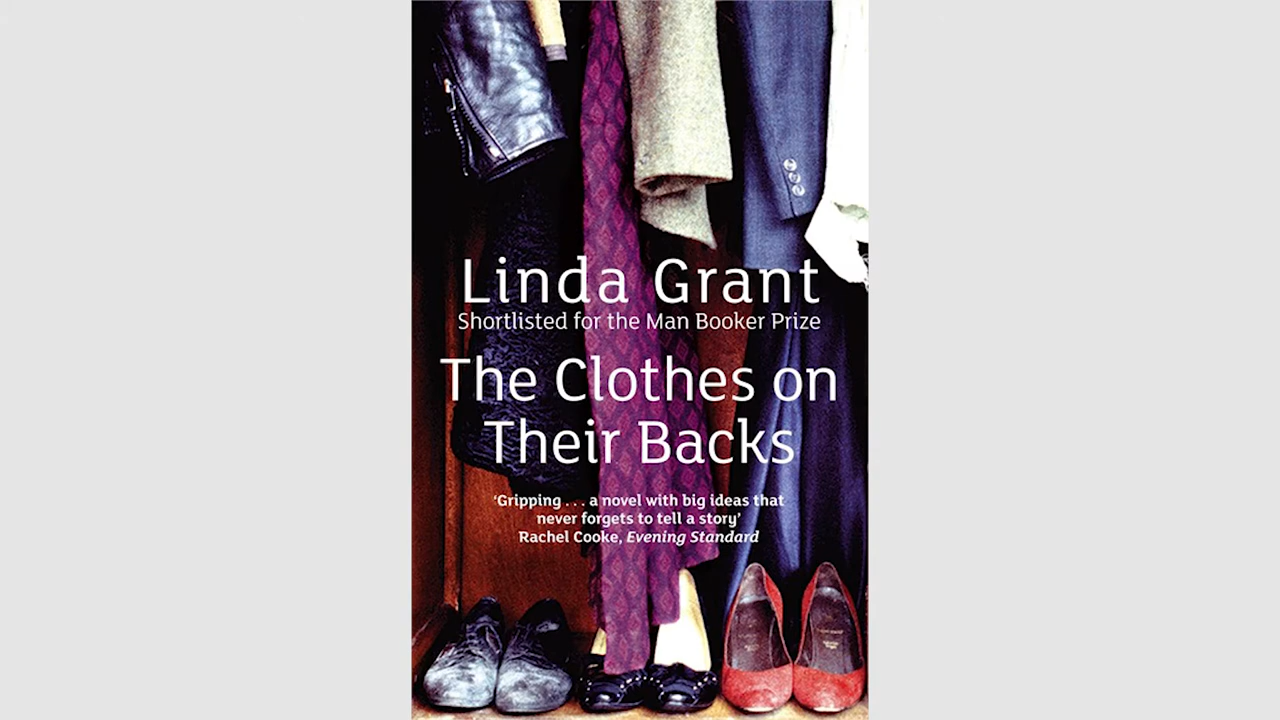 Linda Grant
Shortlisted for the Man Booker Prize
The Clothes on
Their Backs
‘Gripping . . . a novel with big ideas that
never forgets to tell a story’
Rachel Cooke, Evening Standard